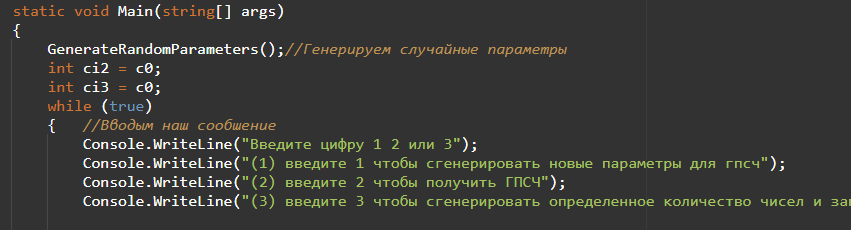 static void Main(string[] args)
{
GenerateRandomParameters();//Генерируем случайные параметры
int ci2 = c0;
int ci3 = c0;
while (true)
{ //Вводым наш сообшение
Console.WriteLine("Введите цифру 1 2 или 3");
Console.WriteLine("(1) введите 1 чтобы сгенерировать новые параметры для гпсч");
Console.WriteLine("(2) введите 2 чтобы получить ГПСЧ");
Console.WriteLine("(3) введите 3 чтобы сгенерировать определенное количество чисел и